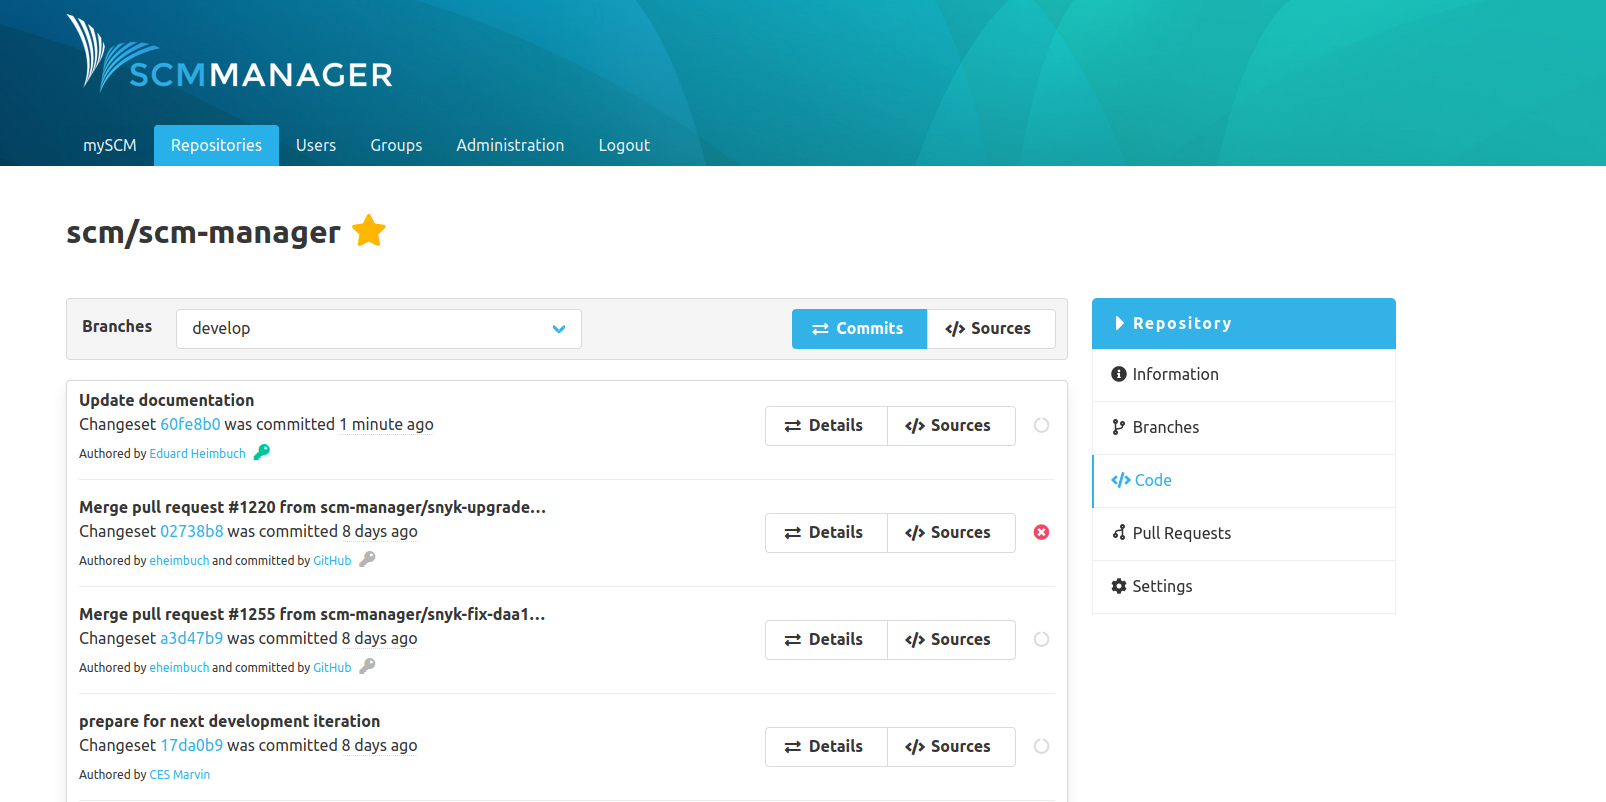 SCMMANAGER
mySCM Repositories Users Groups Administration Logout
scm/scm-manager
Branches develop Commits Sources
Update documentation
Changeset 60fe8b0 was committed 1 minute ago
Authored by Eduard Heimbuch
Details Sources
Merge pull request #1220 from scm-manager/snyk-upgrade...
Changeset 02738b8 was committed 8 days ago
Authored by eheimbuch and committed by GitHub
Details Sources
Merge pull request #1255 from scm-manager/snyk-fix-daa1...
Changeset a3d47b9 was committed 8 days ago
Authored by eheimbuch and committed by GitHub
Details Sources
prepare for next development iteration
Changeset 17da0b9 was committed 8 days ago
Authored by CES Marvin
Details Sources
Repository
Information
Branches
Code
Pull Requests
Settings